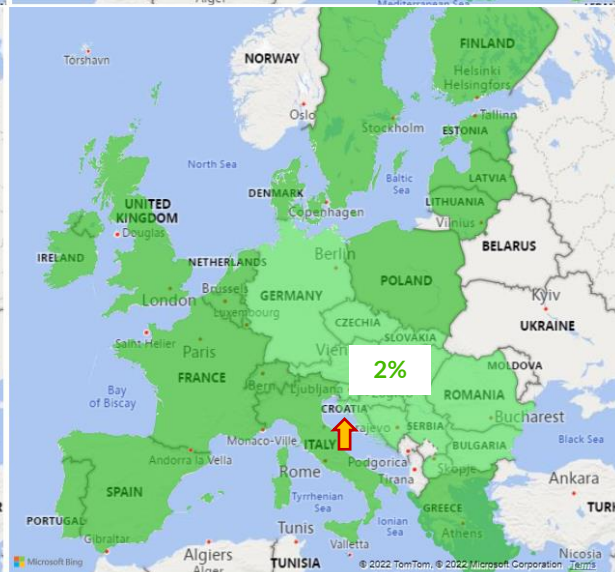 Alger
Mediterranean Sea
Tórshavn
NORWAY
FINLAND
Helsinki
Helsingfors
Oslo
Stockholm
Tallinn
ESTONIA
North Sea
Baltic
Sea
LATVIA
DENMARK
Copenhagen
LITHUANIA
Vilnius
UNITED
KINGDOM
Douglas
BELARUS
IRELAND
NETHERLANDS
Berlin
POLAND
London
Brussels
GERMANY
Kyiv
Luxembourg
CZECHIA
UKRAINE
Saint Helier
Paris
SLOVAKIA
Vien
2%
MOLDOVA
Bay
of Biscay
FRANCE
Bern
Ljubljana
ROMANIA
CROATIA
Bucharest
rajevo
SERBIA
Monaco-Ville
ITALY
BULGARIA
Black Sea
Andorra la Vella
Podgorica
Skopje
Rome
Tirana
Ankara
SPAIN
Tyrrhenian
Sea
GREECE
TUR
PORTUGAL
Ionian
Sea
Athens
Gibraltar
Tunis
Valletta
Nicosia
Algiers
Alger
TUNISIA
Microsoft Bing
© 2022 TomTom, © 2022 Microsoft Corporation Terms